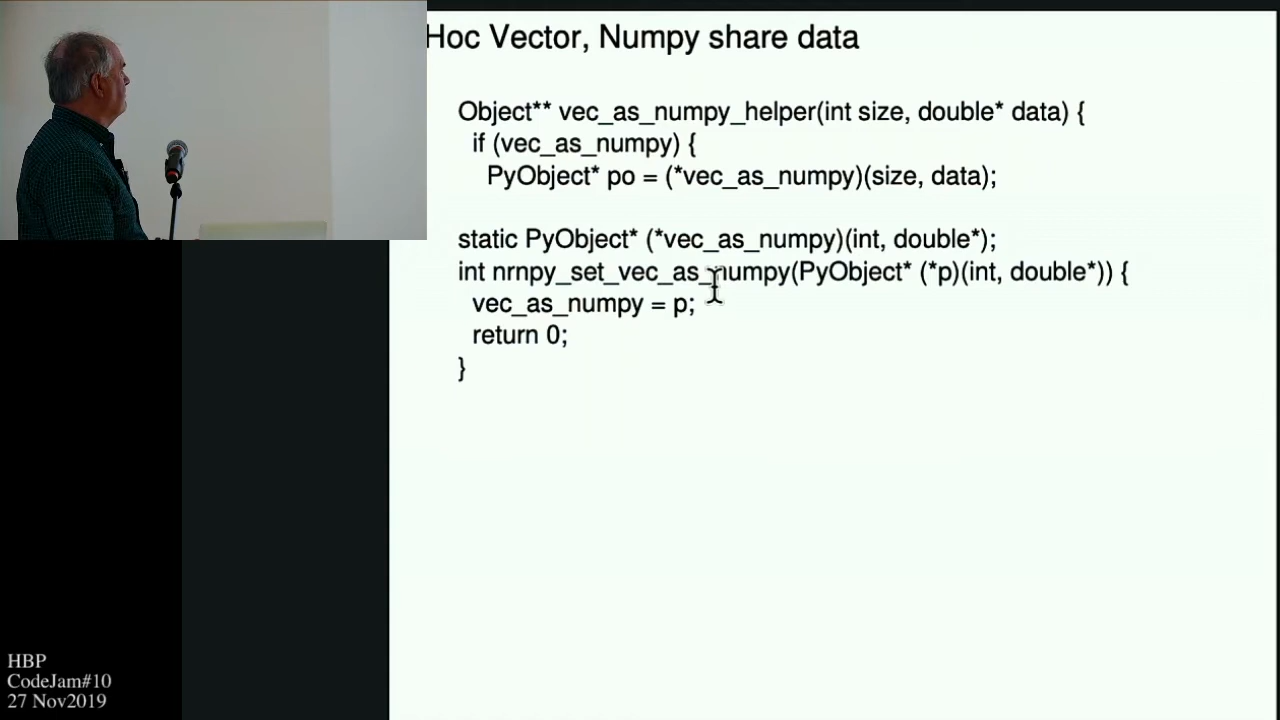 Hoc Vector, Numpy share data
Object** vec_as_numpy_helper(int size, double* data) {
if (vec_as_numpy) {
PyObject* po = (*vec_as_numpy)(size, data);
static PyObject* (*vec_as_numpy)(int, double*);
int nrnpy_set_vec_as_numpy(PyObject* (*p)(int, double*)) {
vec_as_numpy = p;
return 0;
}
HBP
CodeJam#10
27 Nov2019